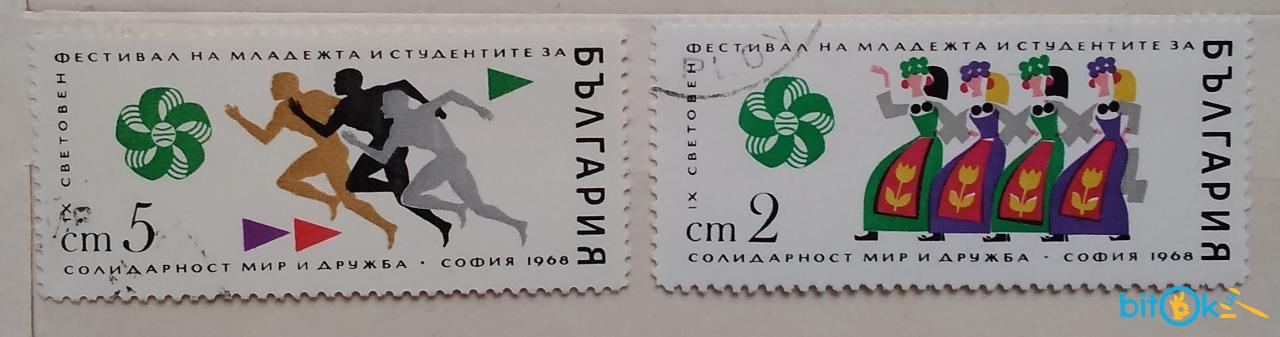 IX СВЕТОВЕН
ФЕСТИВАЛ НА МЛАДЕЖТА И СТУДЕНТИТЕ ЗА
СОЛИДАРНОСТ МИР И ДРУЖБА · СОФИЯ 1968
БЪЛГАРИЯ
ст 5
IX СВЕТОВЕН
ФЕСТИВАЛ НА МЛАДЕЖТА И СТУДЕНТИТЕ ЗА
СОЛИДАРНОСТ МИР И ДРУЖБА · СОФИЯ 1968
БЪЛГАРИЯ
ст 2
bitok